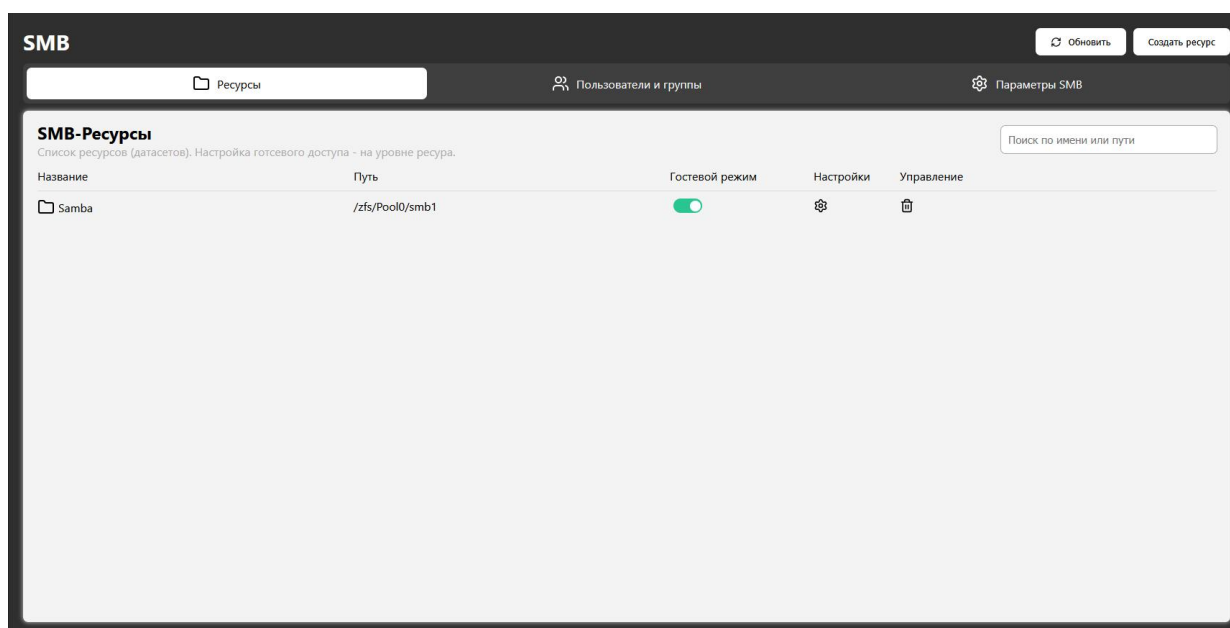 SMB
Обновить
Создать ресурс
Ресурсы
Пользователи и группы
Параметры SMB
SMB-Ресурсы
Список ресурсов (датасетов). Настройка готсевого доступа - на уровне ресура.
Поиск по имени или пути
Название Путь Гостевой режим Настройки Управление
Samba /zfs/Pool0/smb1